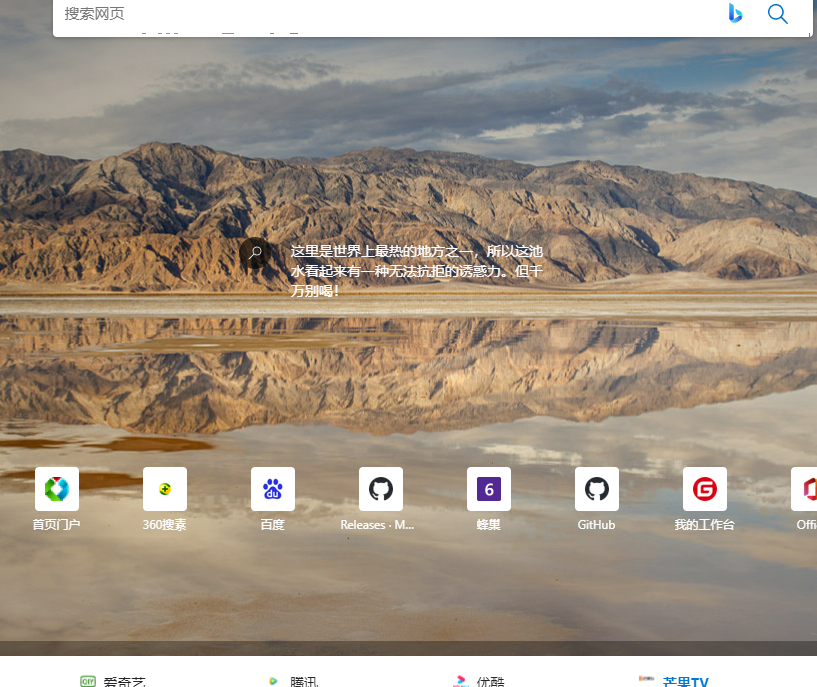 搜索网页
这里是世界上最热的地方之一，所以这池
水看起来有一种无法抗拒的诱惑力。但千
万别喝！
首页门户
360搜索
百度
Releases · M...
蜂巢
GitHub
我的工作台
Offi
爱奇艺
腾讯
优酷
芒果TV